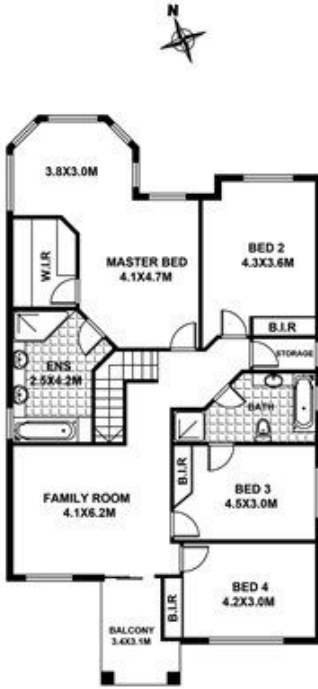 N
3.8X3.0M
W.I.R
MASTER BED
4.1X4.7M
BED 2
4.3X3.6M
B.I.R
STORAGE
ENS
2.5X4.2M
BATH
B.I.R
BED 3
4.5X3.0M
FAMILY ROOM
4.1X6.2M
BED 4
4.2X3.0M
B.I.R
BALCONY
3.4X3.1M